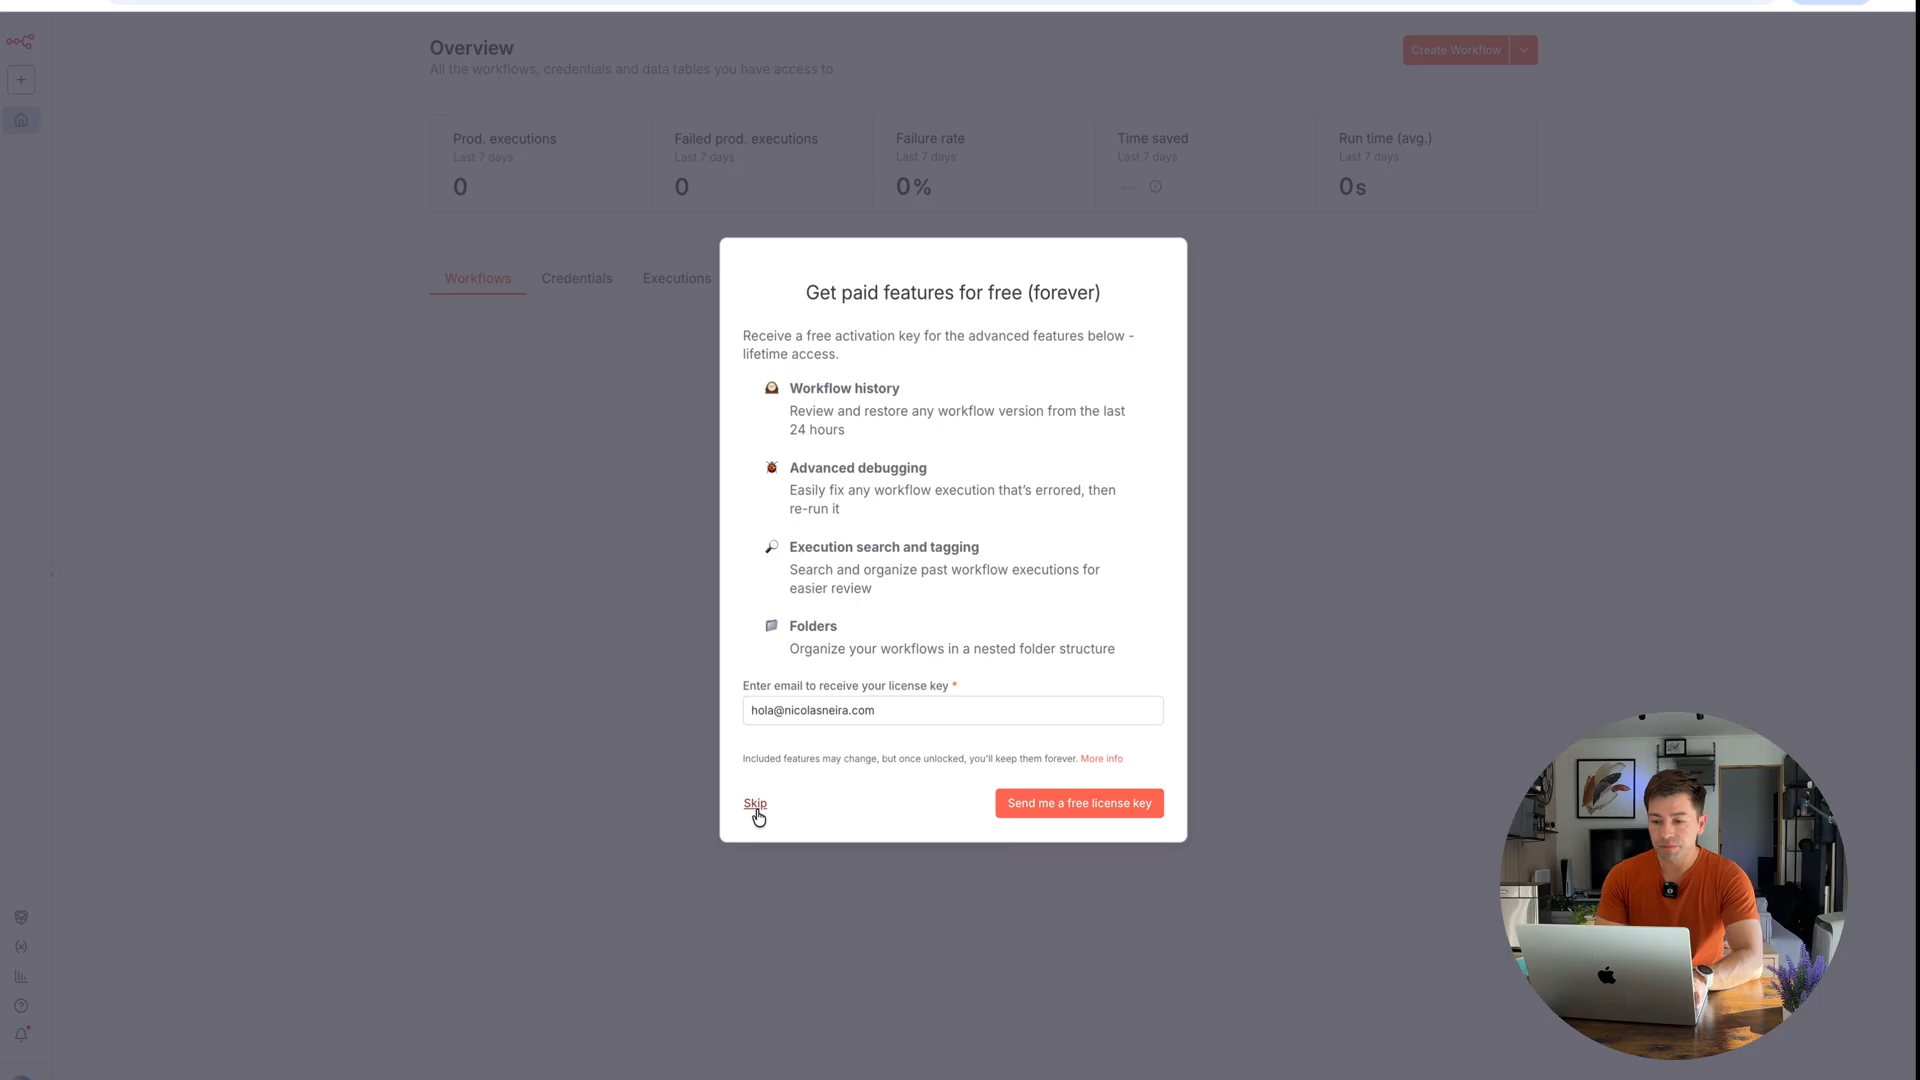 Overview
Create Workflow
All the workflows, credentials and data tables you have access to
Prod. executions
Last 7 days
0
Failed prod. executions
Last 7 days
0
Failure rate
Last 7 days
0%
Time saved
Last 7 days
--
Run time (avg.)
Last 7 days
0s
Workflows
Credentials
Executions
Get paid features for free (forever)
Receive a free activation key for the advanced features below -
lifetime access.
Workflow history
Review and restore any workflow version from the last
24 hours
Advanced debugging
Easily fix any workflow execution that's errored, then
re-run it
Execution search and tagging
Search and organize past workflow executions for
easier review
Folders
Organize your workflows in a nested folder structure
Enter email to receive your license key *
hola@nicolasneira.com
Included features may change, but once unlocked, you'll keep them forever. More info
Skip
Send me a free license key